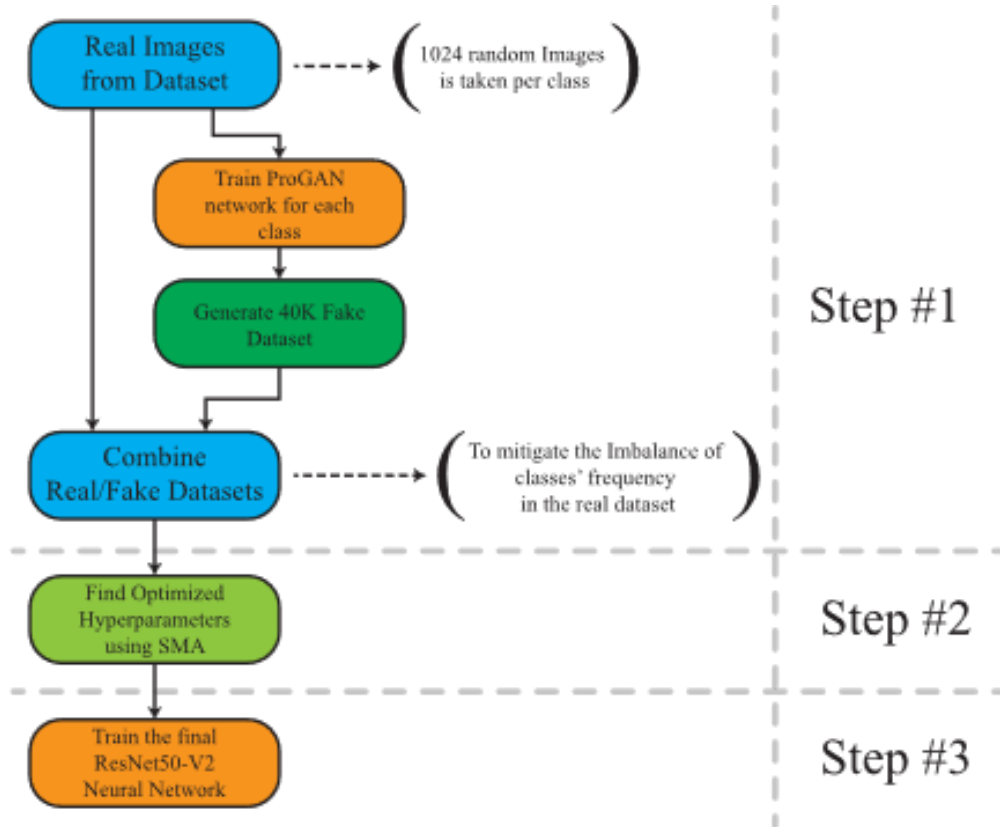 Real Images
from Dataset
1024 random Images
is taken per class
Train ProGAN
network for each
class
Generate 40K Fake
Dataset
Step #1
Combine
Real/Fake Datasets
To mitigate the Imbalance of
classes' frequency
in the real dataset
Find Optimized
Hyperparameters
using SMA
Step #2
Train the final
ResNet50-V2
Neural Network
Step #3